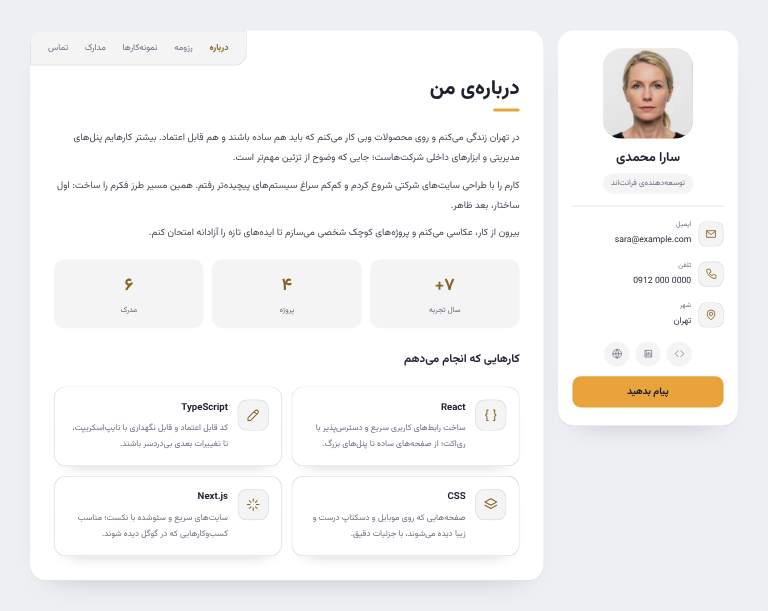 سارا محمدی
توسعه‌دهنده‌ی فرانت‌اند
ایمیل
sara@example.com
تلفن
0912 000 0000
شهر
تهران
پیام بدهید
درباره
رزومه
نمونه‌کارها
مدارک
تماس
درباره‌ی من
در تهران زندگی می‌کنم و روی محصولات وبی کار می‌کنم که باید هم ساده باشند و هم قابل اعتماد. بیشتر کارهایم پنل‌های
مدیریتی و ابزارهای داخلی شرکت‌هاست؛ جایی که وضوح از تزئین مهم‌تر است.
کارم را با طراحی سایت‌های شرکتی شروع کردم و کم‌کم سراغ سیستم‌های پیچیده‌تر رفتم. همین مسیر طرز فکرم را ساخت: اول
ساختار، بعد ظاهر.
بیرون از کار، عکاسی می‌کنم و پروژه‌های کوچک شخصی می‌سازم تا ایده‌های تازه را آزادانه امتحان کنم.
+۷
سال تجربه
۴
پروژه
۶
مدرک
کارهایی که انجام می‌دهم
React
ساخت رابط‌های کاربری سریع و دسترس‌پذیر با
ری‌اکت؛ از صفحه‌های ساده تا پنل‌های بزرگ.
TypeScript
کد قابل اعتماد و قابل نگهداری با تایپ‌اسکریپت،
تا تغییرات بعدی بی‌دردسر باشند.
CSS
صفحه‌هایی که روی موبایل و دسکتاپ درست و
زیبا دیده می‌شوند، با جزئیات دقیق.
Next.js
سایت‌های سریع و سئوشده با نکست؛ مناسب
کسب‌وکارهایی که در گوگل دیده شوند.